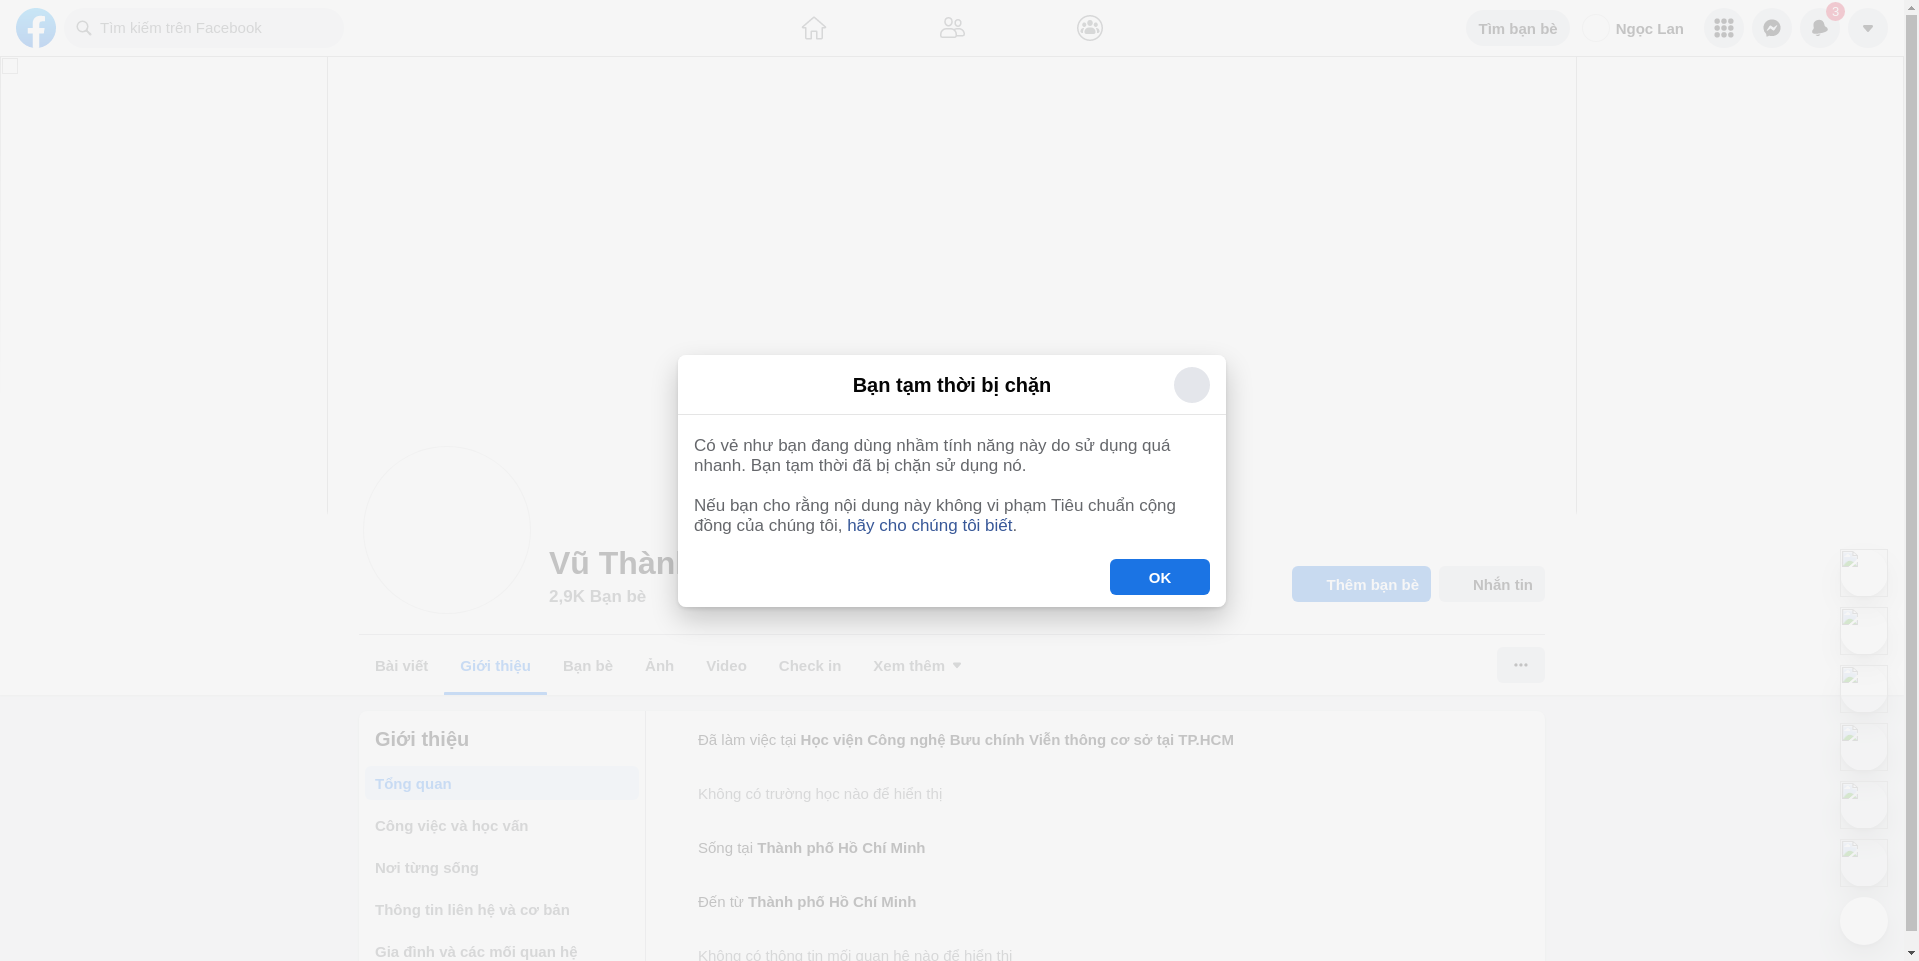 Tìm kiếm trên Facebook
Tìm bạn bè
Ngọc Lan
3
Bạn tạm thời bị chặn
Có vẻ như bạn đang dùng nhầm tính năng này do sử dụng quá
nhanh. Bạn tạm thời đã bị chặn sử dụng nó.
Nếu bạn cho rằng nội dung này không vi phạm Tiêu chuẩn cộng
đồng của chúng tôi, hãy cho chúng tôi biết.
OK
Vũ Thành
2,9K Bạn bè
Thêm bạn bè
Nhắn tin
Bài viết
Giới thiệu
Bạn bè
Ảnh
Video
Check in
Xem thêm
Giới thiệu
Tổng quan
Công việc và học vấn
Nơi từng sống
Thông tin liên hệ và cơ bản
Gia đình và các mối quan hệ
Đã làm việc tại Học viện Công nghệ Bưu chính Viễn thông cơ sở tại TP.HCM
Không có trường học nào để hiển thị
Sống tại Thành phố Hồ Chí Minh
Đến từ Thành phố Hồ Chí Minh
Không có thông tin mối quan hệ nào để hiển thị